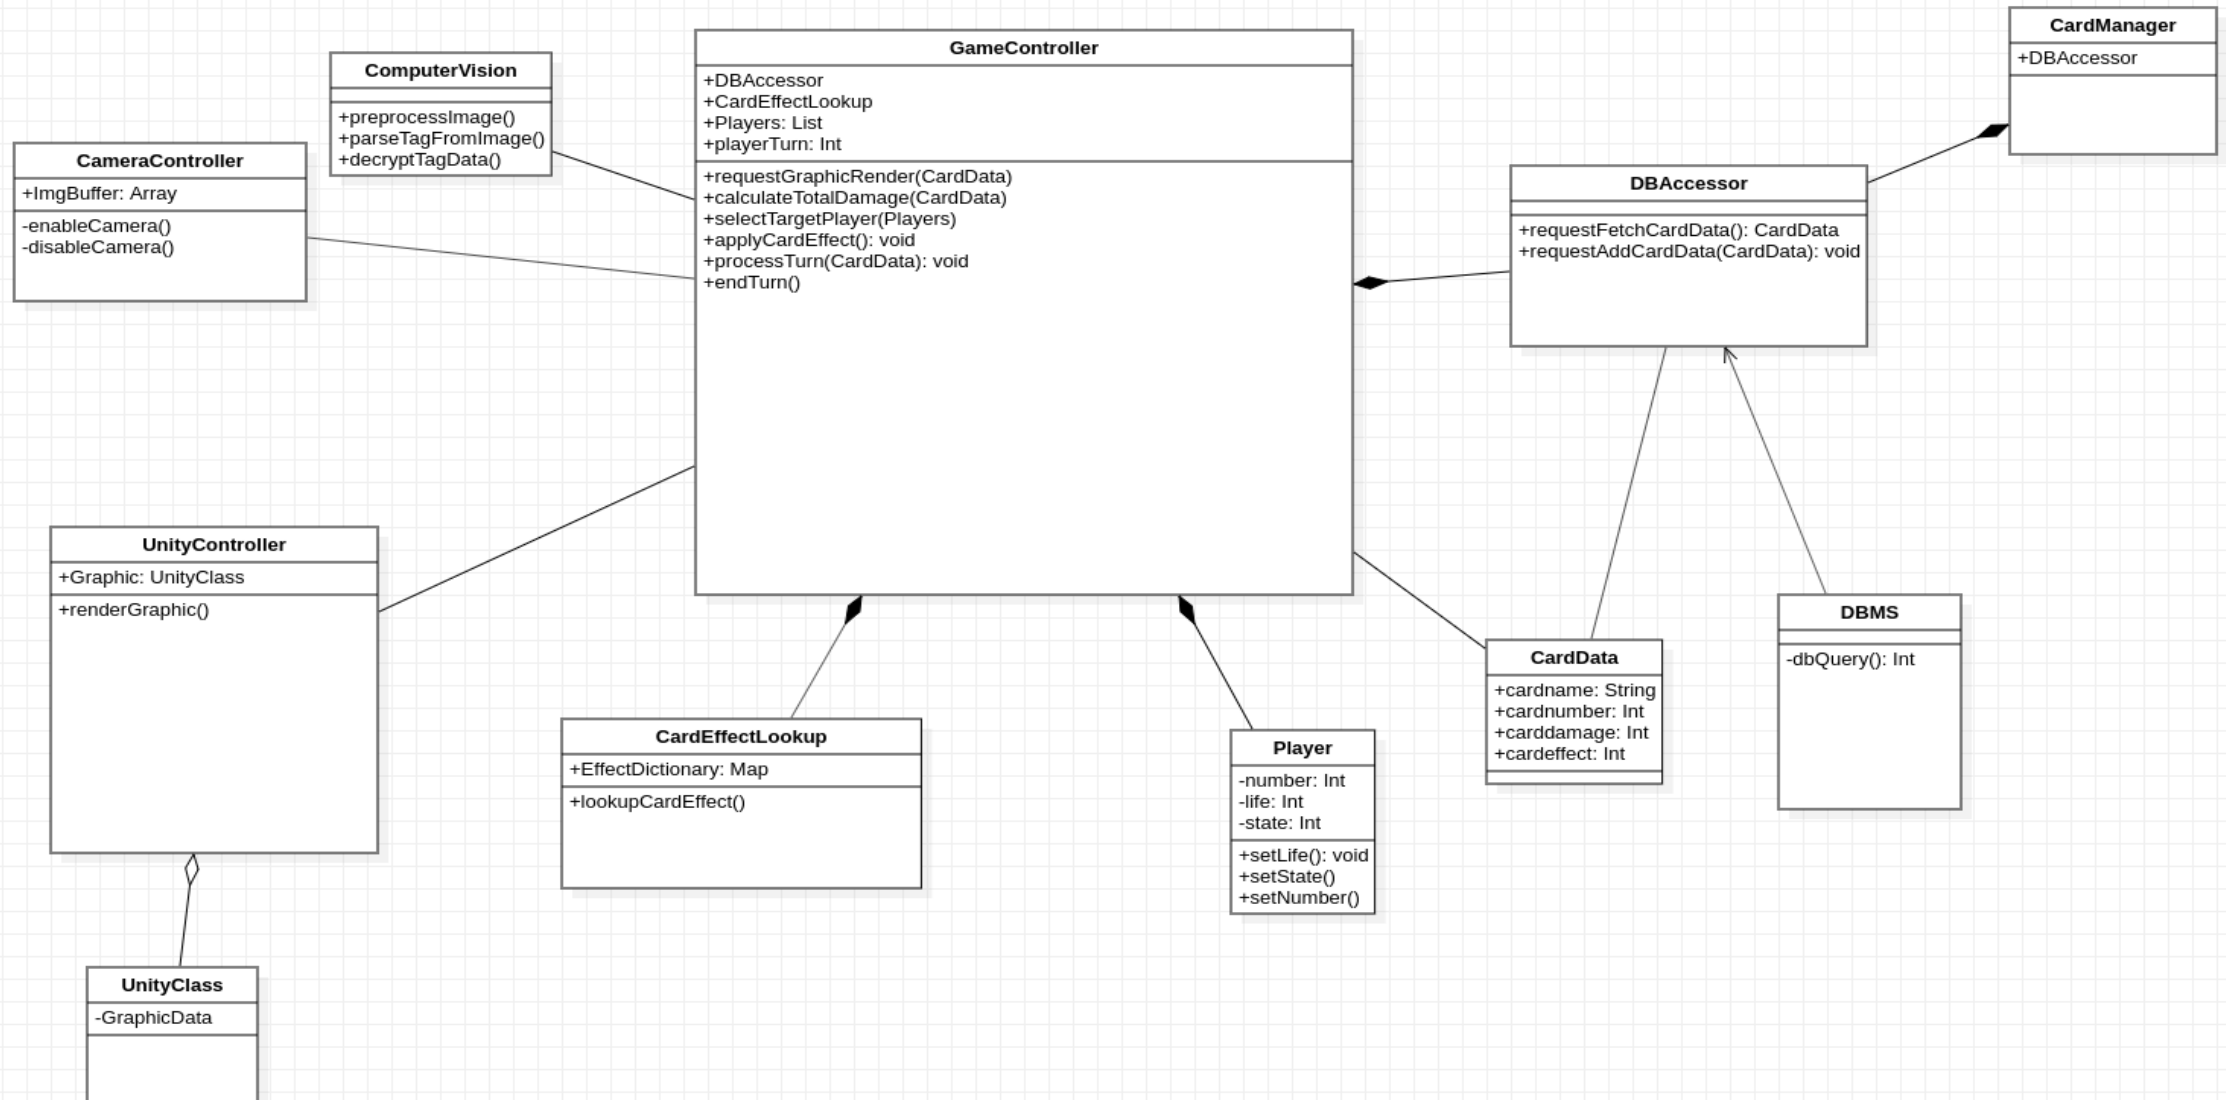 CardManager
+DBAccessor
GameController
+DBAccessor
+CardEffectLookup
+Players: List
+playerTurn: Int
+requestGraphicRender(CardData)
+calculateTotalDamage(CardData)
+selectTargetPlayer(Players)
+applyCardEffect(): void
+processTurn(CardData): void
+endTurn()
ComputerVision
+preprocessImage()
+parseTagFromImage()
+decryptTagData()
CameraController
+ImgBuffer: Array
-enableCamera()
-disableCamera()
DBAccessor
+requestFetchCardData(): CardData
+requestAddCardData(CardData): void
UnityController
+Graphic: UnityClass
+renderGraphic()
DBMS
-dbQuery(): Int
CardData
+cardname: String
+cardnumber: Int
+carddamage: Int
+cardeffect: Int
CardEffectLookup
+EffectDictionary: Map
+lookupCardEffect()
Player
-number: Int
-life: Int
-state: Int
+setLife(): void
+setState()
+setNumber()
UnityClass
-GraphicData